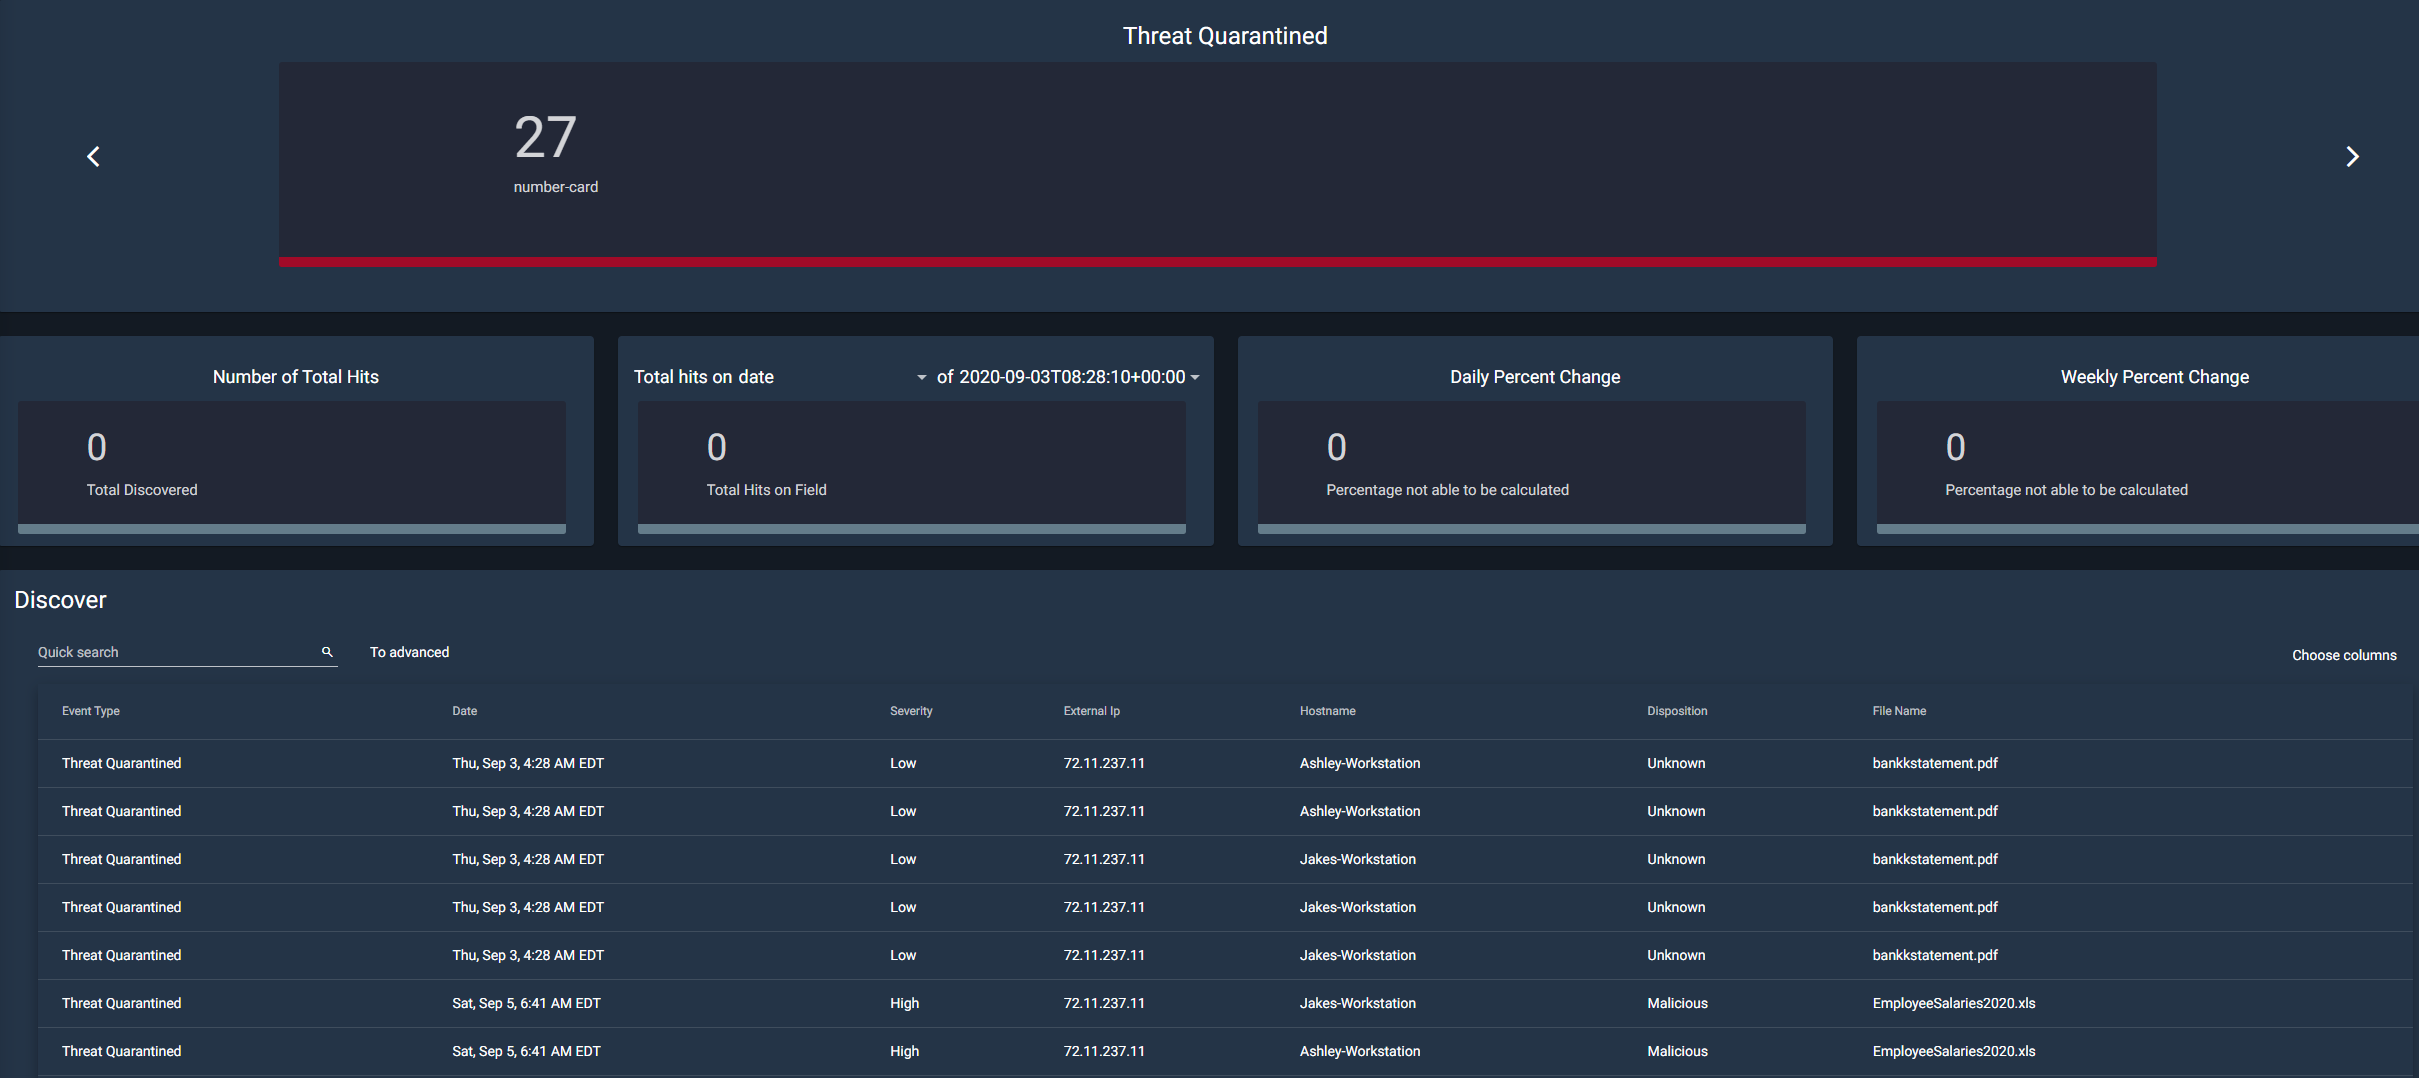 Threat Quarantined
27
number-card
Number of Total Hits
Total hits on date of 2020-09-03T08:28:10+00:00
Daily Percent Change
Weekly Percent Change
0
0
0
0
Total Discovered
Total Hits on Field
Percentage not able to be calculated
Percentage not able to be calculated
Discover
Quick search To advanced
Choose columns
Event Type Date Severity External Ip Hostname Disposition File Name
Threat Quarantined Thu, Sep 3, 4:28 AM EDT Low 72.11.237.11 Ashley-Workstation Unknown bankkstatement.pdf
Threat Quarantined Thu, Sep 3, 4:28 AM EDT Low 72.11.237.11 Ashley-Workstation Unknown bankkstatement.pdf
Threat Quarantined Thu, Sep 3, 4:28 AM EDT Low 72.11.237.11 Jakes-Workstation Unknown bankkstatement.pdf
Threat Quarantined Thu, Sep 3, 4:28 AM EDT Low 72.11.237.11 Jakes-Workstation Unknown bankkstatement.pdf
Threat Quarantined Thu, Sep 3, 4:28 AM EDT Low 72.11.237.11 Jakes-Workstation Unknown bankkstatement.pdf
Threat Quarantined Sat, Sep 5, 6:41 AM EDT High 72.11.237.11 Jakes-Workstation Malicious EmployeeSalaries2020.xls
Threat Quarantined Sat, Sep 5, 6:41 AM EDT High 72.11.237.11 Ashley-Workstation Malicious EmployeeSalaries2020.xls